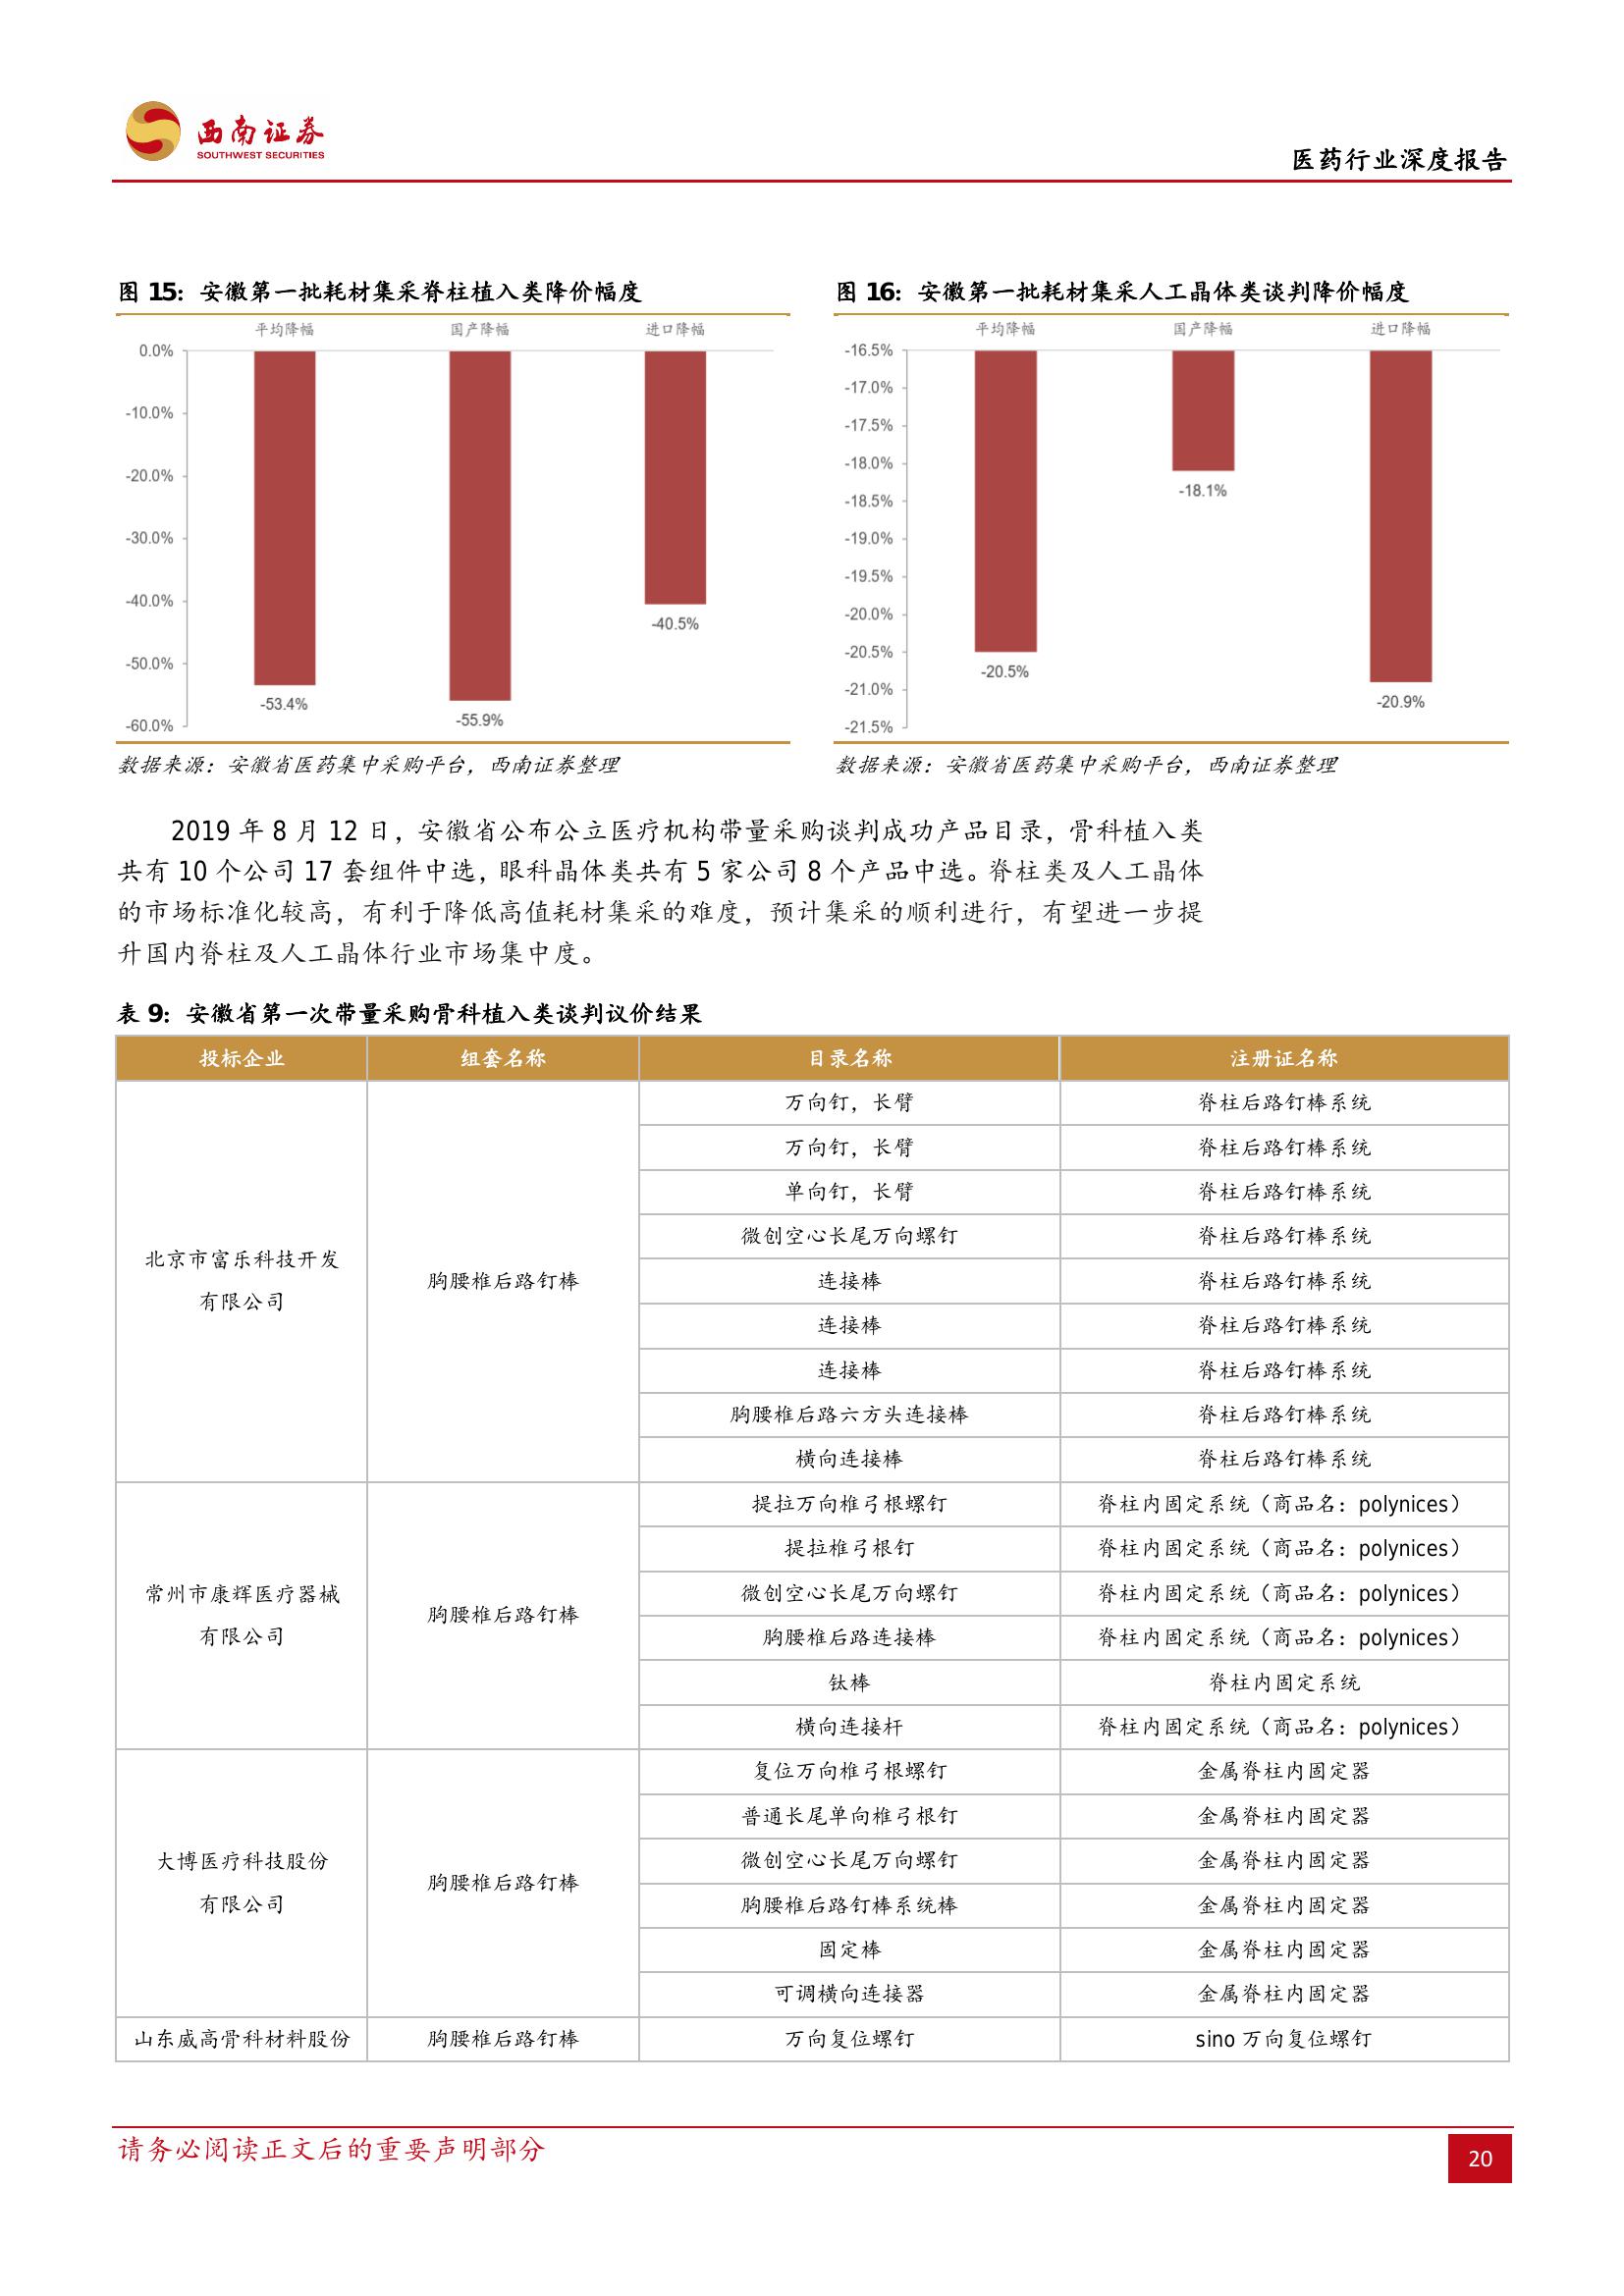 西南证券
SOUTHWEST SECURITIES
医药行业深度报告
图 15：安徽第一批耗材集采脊柱植入类降价幅度
平均降幅 国产降幅 进口降幅
0.0%
-10.0%
-20.0%
-30.0%
-40.0%
-50.0%
-60.0%
-53.4%
-55.9%
-40.5%
数据来源：安徽省医药集中采购平台，西南证券整理
图 16：安徽第一批耗材集采人工晶体类谈判降价幅度
平均降幅 国产降幅 进口降幅
-16.5%
-17.0%
-17.5%
-18.0%
-18.5%
-19.0%
-19.5%
-20.0%
-20.5%
-21.0%
-21.5%
-20.5%
-18.1%
-20.9%
数据来源：安徽省医药集中采购平台，西南证券整理
2019 年 8 月 12 日，安徽省公布公立医疗机构带量采购谈判成功产品目录，骨科植入类
共有 10 个公司 17 套组件中选，眼科晶体类共有 5 家公司 8 个产品中选。脊柱类及人工晶体
的市场标准化较高，有利于降低高值耗材集采的难度，预计集采的顺利进行，有望进一步提
升国内脊柱及人工晶体行业市场集中度。
表 9：安徽省第一次带量采购骨科植入类谈判议价结果
投标企业 组套名称 目录名称 注册证名称
北京市富乐科技开发
有限公司
胸腰椎后路钉棒
万向钉，长臂 脊柱后路钉棒系统
万向钉，长臂 脊柱后路钉棒系统
单向钉，长臂 脊柱后路钉棒系统
微创空心长尾万向螺钉 脊柱后路钉棒系统
连接棒 脊柱后路钉棒系统
连接棒 脊柱后路钉棒系统
连接棒 脊柱后路钉棒系统
胸腰椎后路六方头连接棒 脊柱后路钉棒系统
横向连接棒 脊柱后路钉棒系统
常州市康辉医疗器械
有限公司
胸腰椎后路钉棒
提拉万向椎弓根螺钉 脊柱内固定系统（商品名：polynices）
提拉椎弓根钉 脊柱内固定系统（商品名：polynices）
微创空心长尾万向螺钉 脊柱内固定系统（商品名：polynices）
胸腰椎后路连接棒 脊柱内固定系统（商品名：polynices）
钛棒 脊柱内固定系统
横向连接杆 脊柱内固定系统（商品名：polynices）
大博医疗科技股份
有限公司
胸腰椎后路钉棒
复位万向椎弓根螺钉 金属脊柱内固定器
普通长尾单向椎弓根钉 金属脊柱内固定器
微创空心长尾万向螺钉 金属脊柱内固定器
胸腰椎后路钉棒系统棒 金属脊柱内固定器
固定棒 金属脊柱内固定器
可调横向连接器 金属脊柱内固定器
山东威高骨科材料股份 胸腰椎后路钉棒 万向复位螺钉 sino 万向复位螺钉
请务必阅读正文后的重要声明部分
20